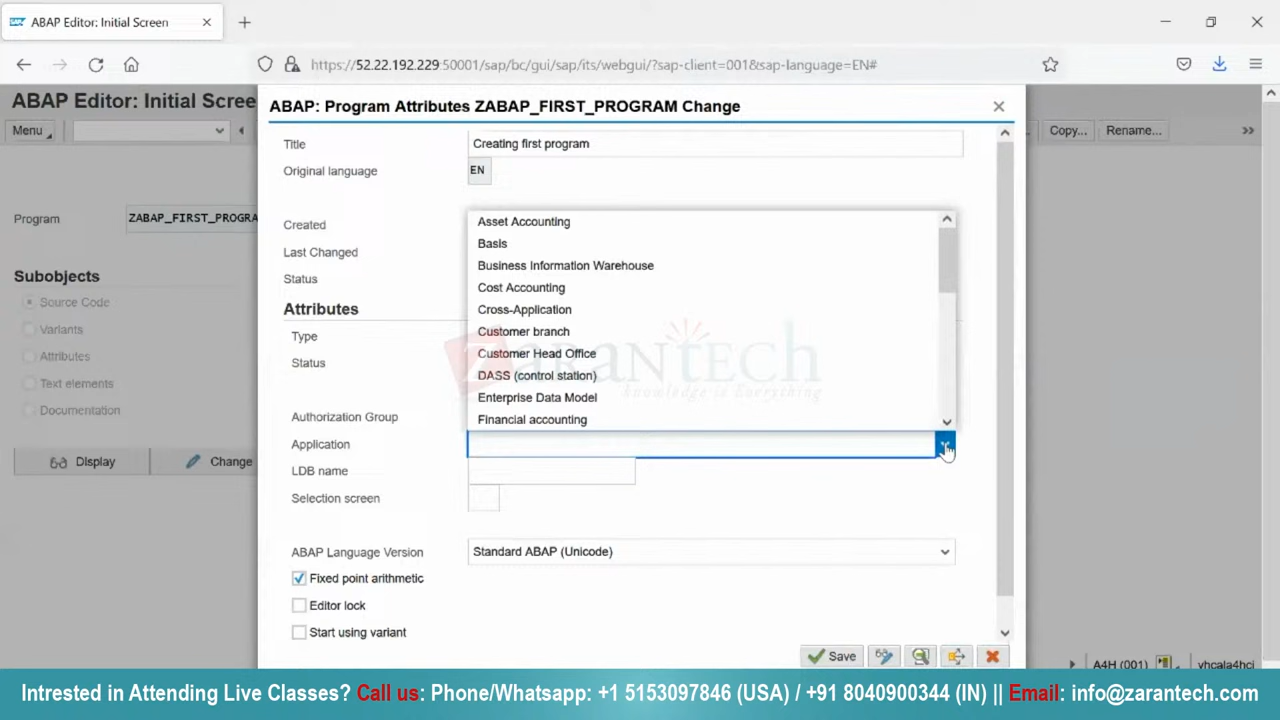 ABAP Editor: Initial Screen
https://52.22.192.229:50001/sap/bc/gui/sap/its/webgui/?sap-client=001&sap-language=EN#
ABAP Editor: Initial Scree
ABAP: Program Attributes ZABAP_FIRST_PROGRAM Change
Menu
Copy...
Rename...
Title
Creating first program
Original language
EN
Program
ZABAP_FIRST_PROGRA
Created
Last Changed
Status
Asset Accounting
Basis
Business Information Warehouse
Cost Accounting
Cross-Application
Customer branch
Customer Head Office
DASS (control station)
Enterprise Data Model
Financial accounting
Subobjects
Source Code
Variants
Attributes
Text elements
Documentation
Attributes
Type
Status
zarantech
knowledge is Everything
Authorization Group
Application
LDB name
Selection screen
Display
Change
ABAP Language Version
Standard ABAP (Unicode)
Fixed point arithmetic
Editor lock
Start using variant
Save
A4H (001)
vhcala4hci
Intrested in Attending Live Classes? Call us: Phone/Whatsapp: +1 5153097846 (USA) / +91 8040900344 (IN) || Email: info@zarantech.com